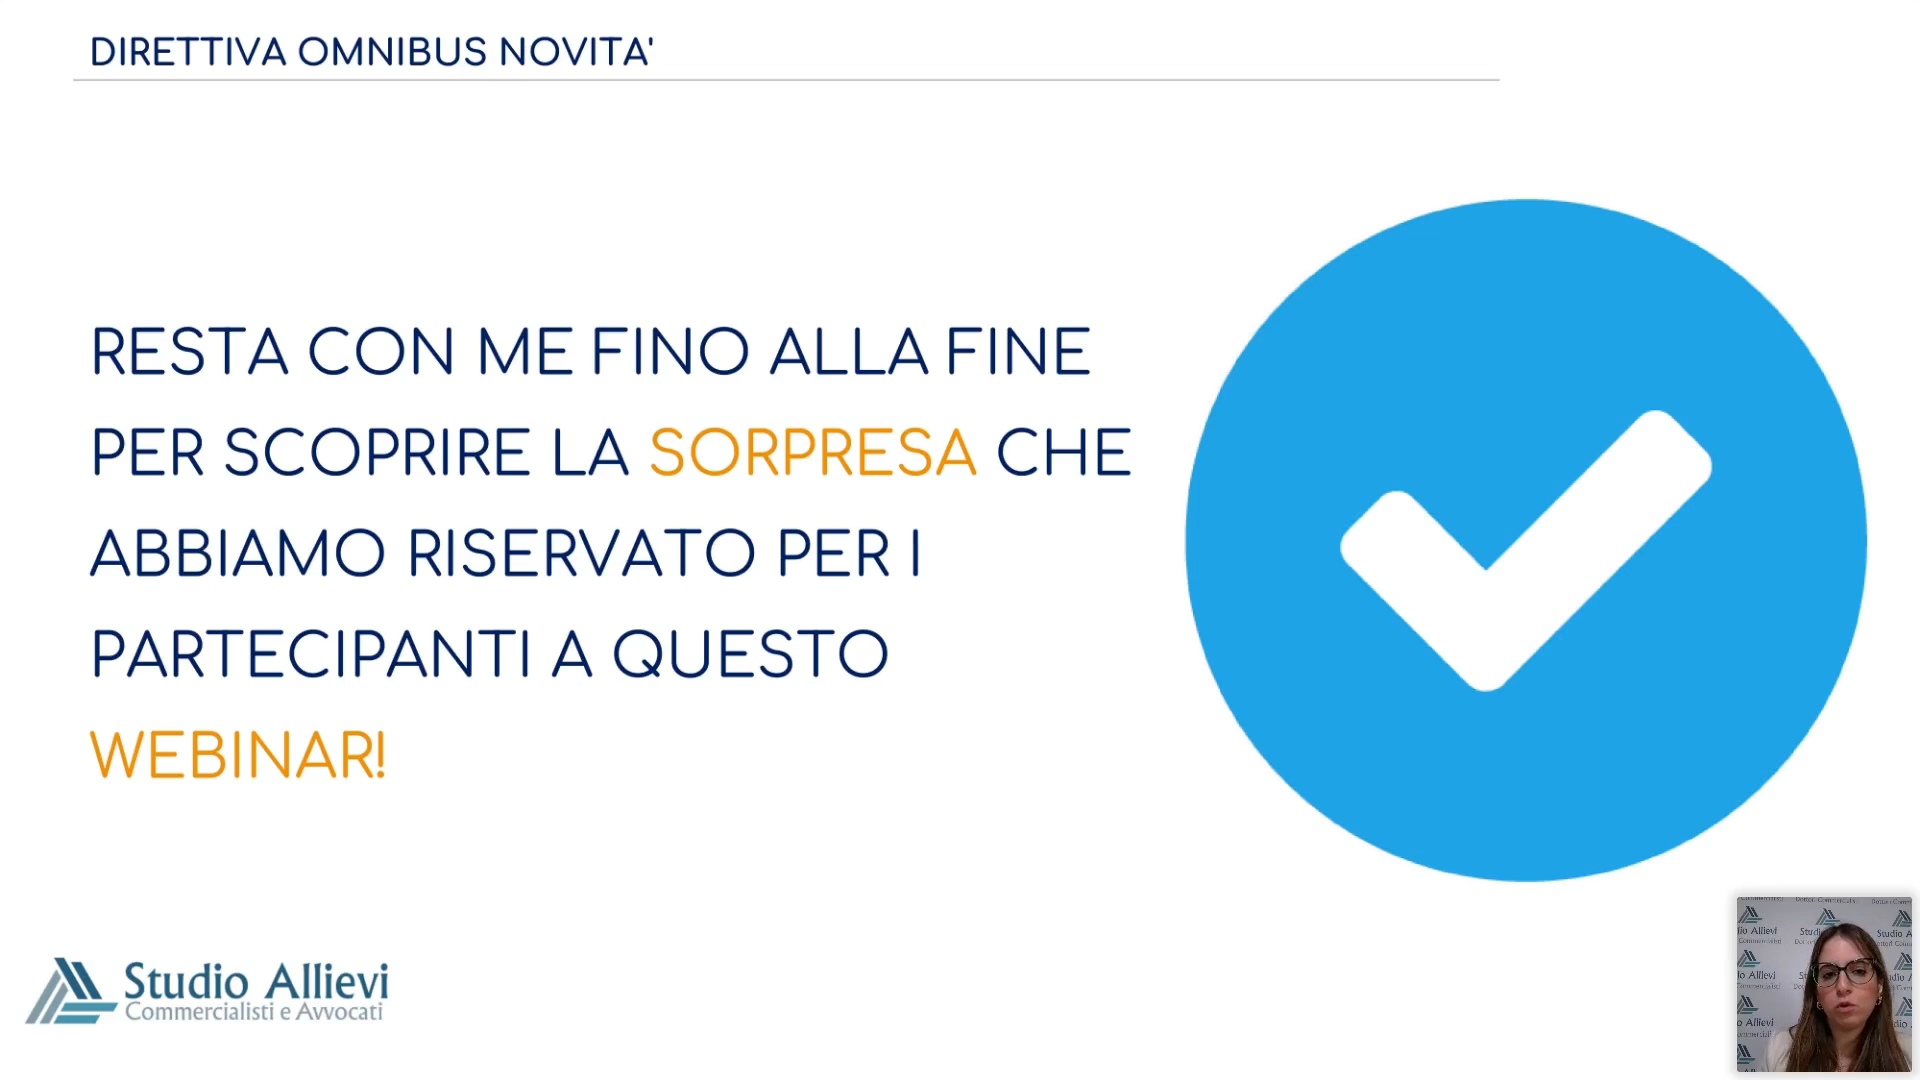 DIRETTIVA OMNIBUS NOVITA'
RESTA CON ME FINO ALLA FINE
PER SCOPRIRE LA SORPRESA CHE
ABBIAMO RISERVATO PER I
PARTECIPANTI A QUESTO
WEBINAR!
Studio Allievi
Commercialisti e Avvocati